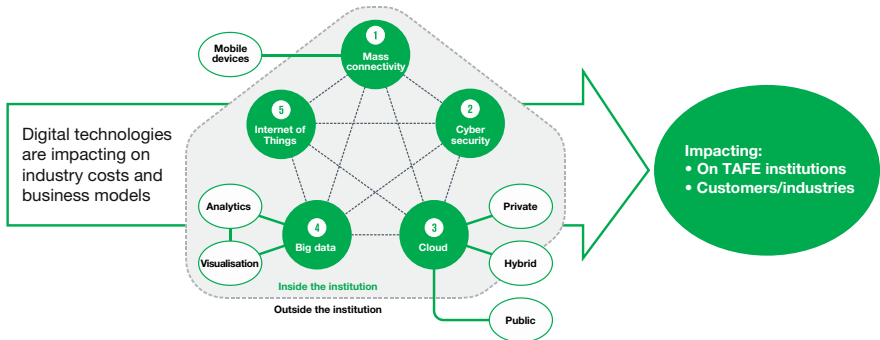 Digital technologies
are impacting on
industry costs and
business models
1
Mass
connectivity
Mobile
devices
2
Cyber
security
3
Cloud
Private
Hybrid
Public
4
Big data
Analytics
Visualisation
5
Internet of
Things
Inside the institution
Outside the institution
Impacting:
• On TAFE institutions
• Customers/industries